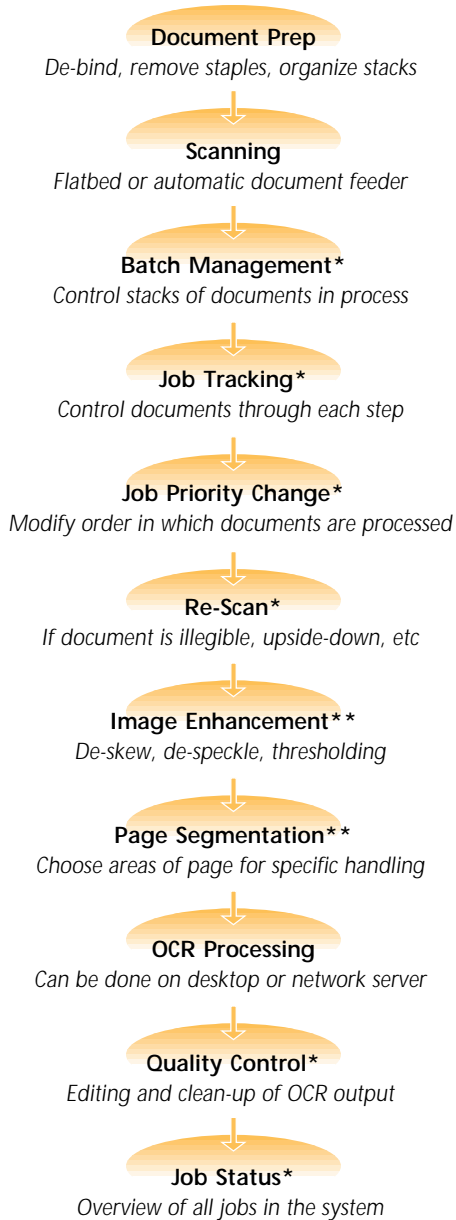 Document Prep
De-bind, remove staples, organize stacks
Scanning
Flatbed or automatic document feeder
Batch Management*
Control stacks of documents in process
Job Tracking*
Control documents through each step
Job Priority Change*
Modify order in which documents are processed
Re-Scan*
If document is illegible, upside-down, etc
Image Enhancement**
De-skew, de-speckle, thresholding
Page Segmentation**
Choose areas of page for specific handling
OCR Processing
Can be done on desktop or network server
Quality Control*
Editing and clean-up of OCR output
Job Status*
Overview of all jobs in the system